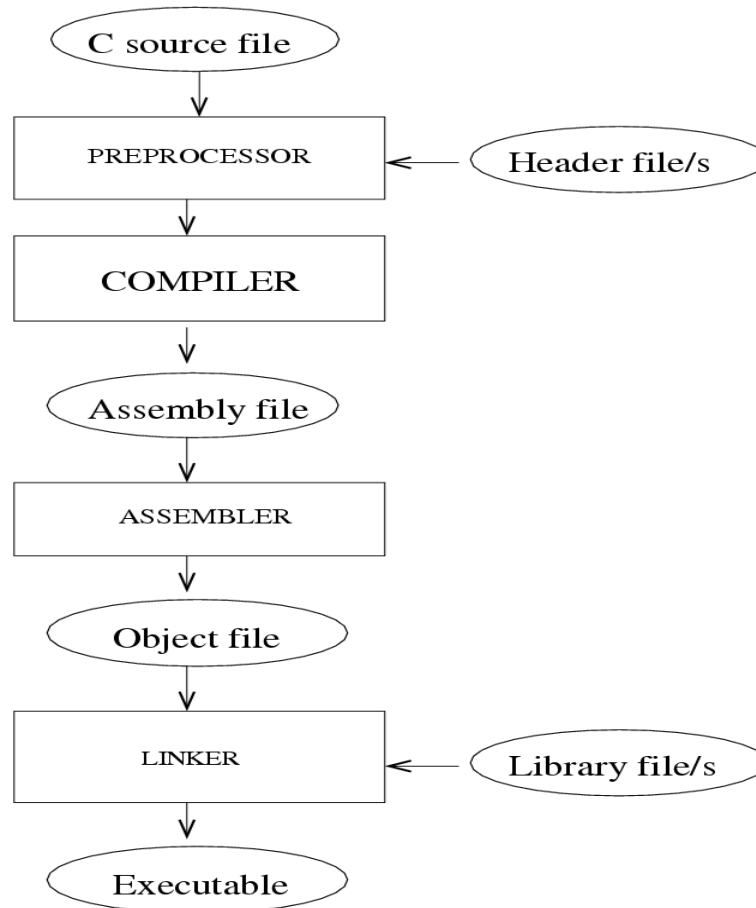 C source file
PREPROCESSOR
Header file/s
COMPILER
Assembly file
ASSEMBLER
Object file
LINKER
Library file/s
Executable